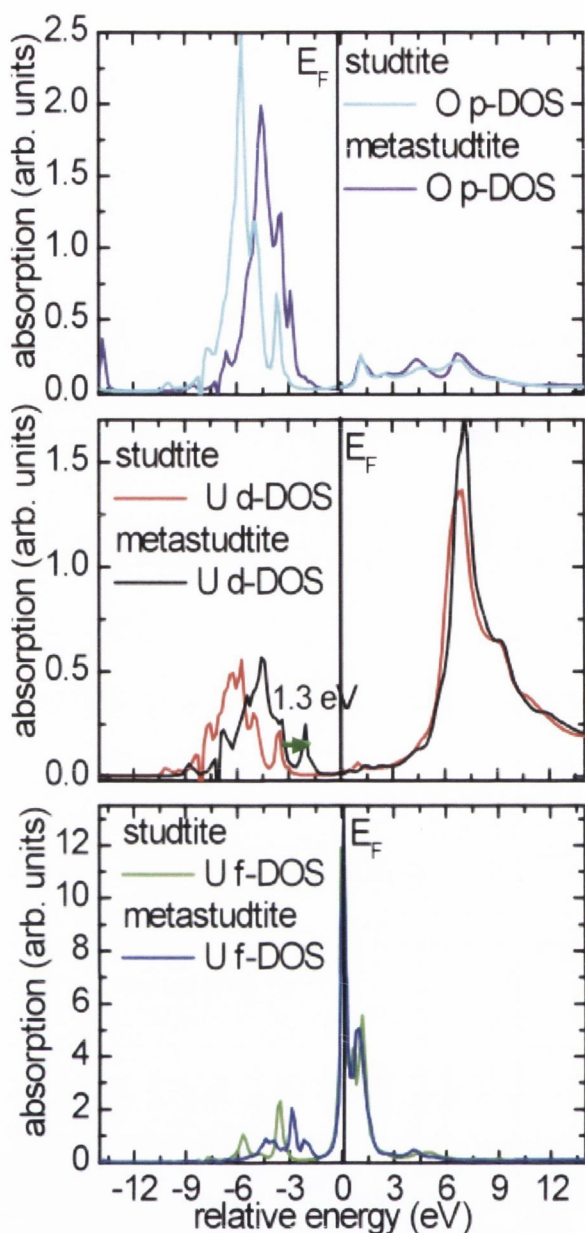 absorption (arb. units)
2.5
2.0
1.5
1.0
0.5
0.0
E_F
studtite
O p-DOS
metastudtite
O p-DOS
absorption (arb. units)
1.5
1.0
0.5
0.0
studtite
U d-DOS
metastudtite
U d-DOS
E_F
1.3 eV
absorption (arb. units)
12
10
8
6
4
2
0
studtite
U f-DOS
metastudtite
U f-DOS
E_F
-12 -9 -6 -3 0 3 6 9 12
relative energy (eV)